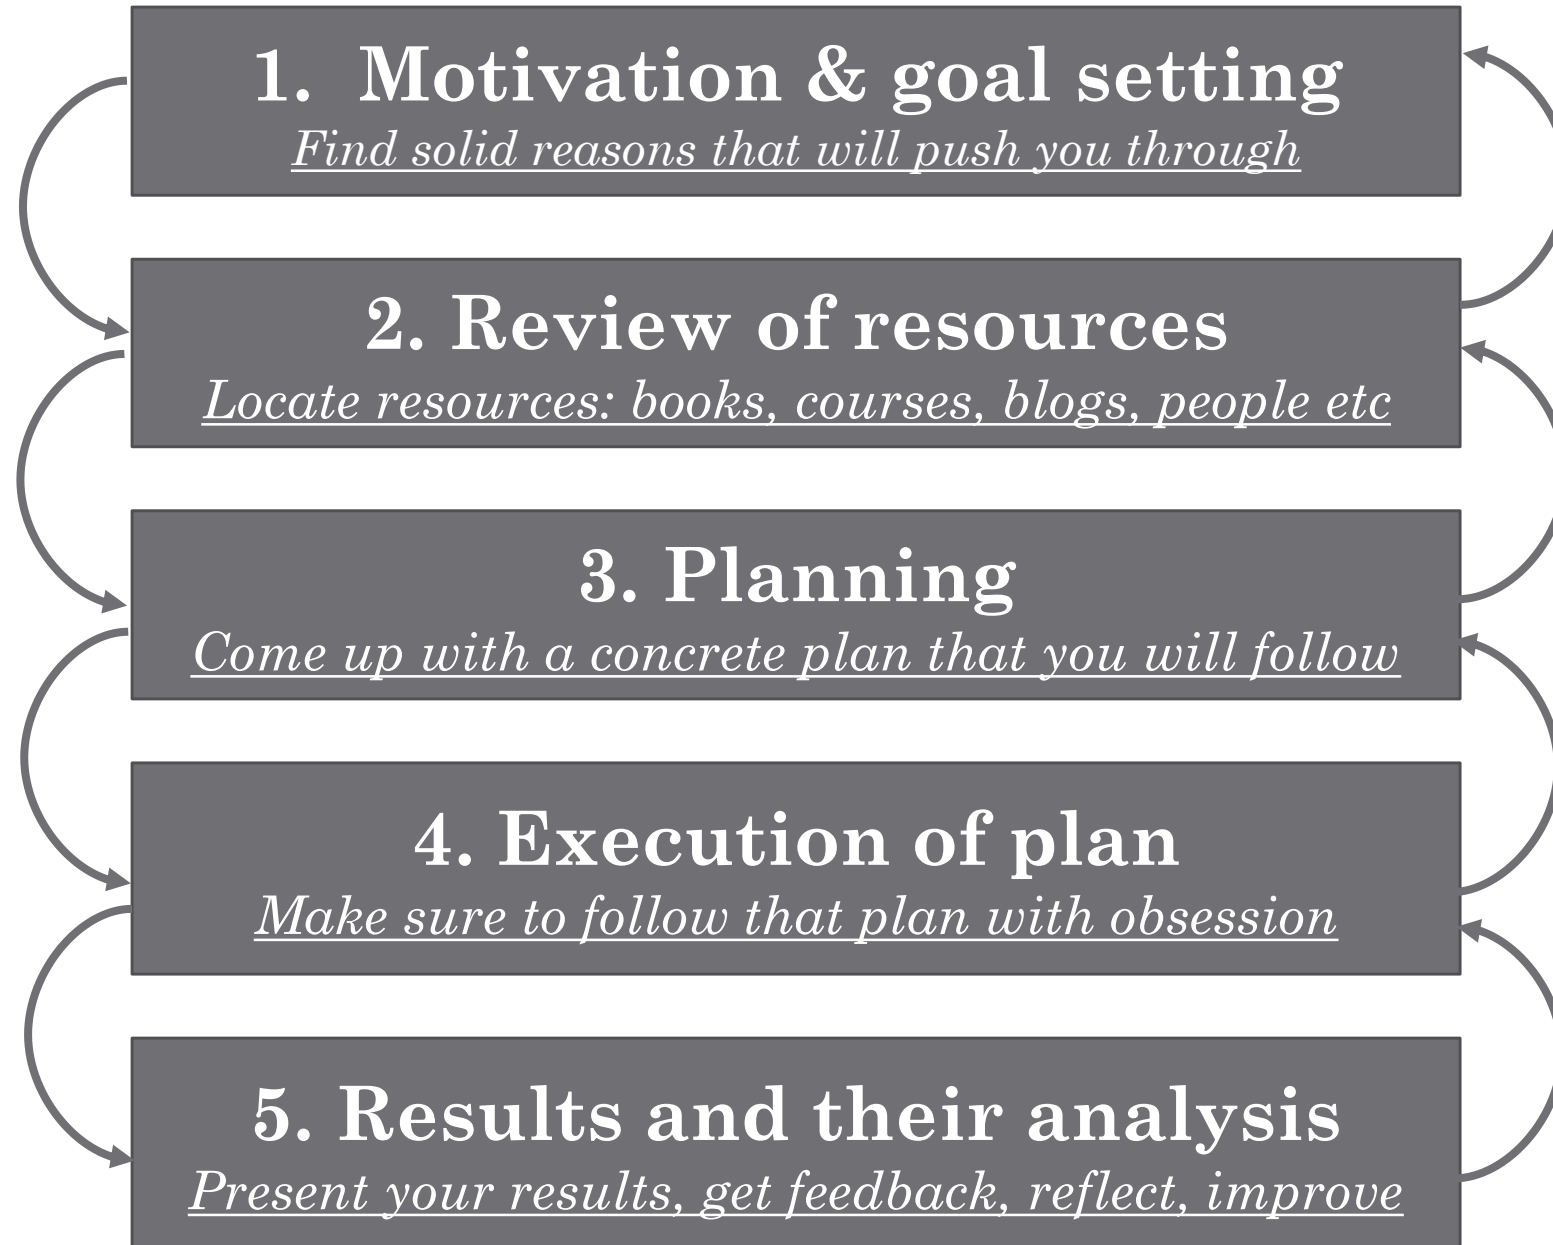 1. Motivation & goal setting
Find solid reasons that will push you through
2. Review of resources
Locate resources: books, courses, blogs, people etc
3. Planning
Come up with a concrete plan that you will follow
4. Execution of plan
Make sure to follow that plan with obsession
5. Results and their analysis
Present your results, get feedback, reflect, improve